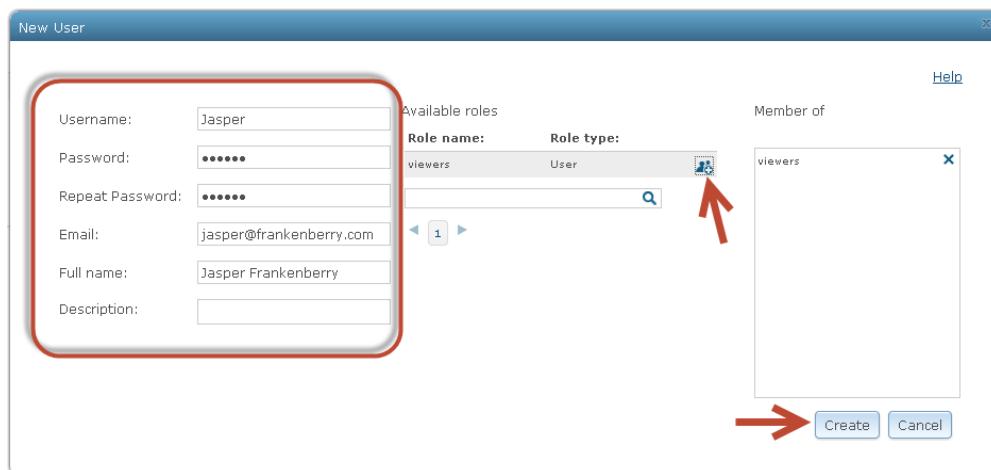 New User
x
Help
Username:
Jasper
Password:
••••••
Repeat Password:
••••••
Email:
jasper@frankenberry.com
Full name:
Jasper Frankenberry
Description:
Available roles
Role name: Role type:
viewers User
1
Member of
viewers
Create Cancel